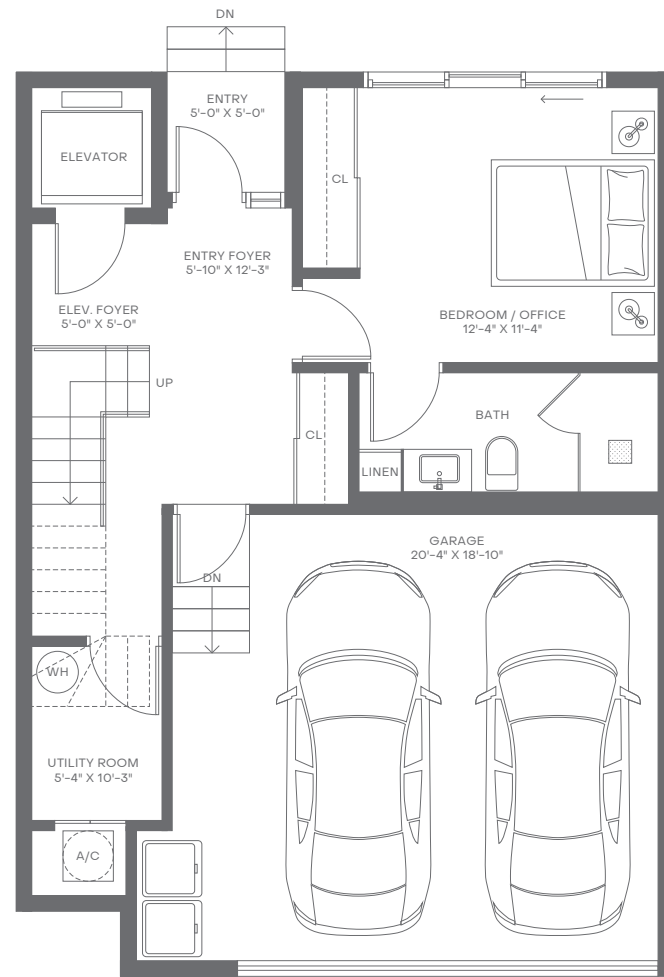 DN
ENTRY
5'-0" X 5'-0"
ELEVATOR
CL
ENTRY FOYER
5'-10" X 12'-3"
ELEV. FOYER
5'-0" X 5'-0"
BEDROOM / OFFICE
12'-4" X 11'-4"
UP
BATH
CL
LINEN
GARAGE
20'-4" X 18'-10"
DN
WH
UTILITY ROOM
5'-4" X 10'-3"
A/C